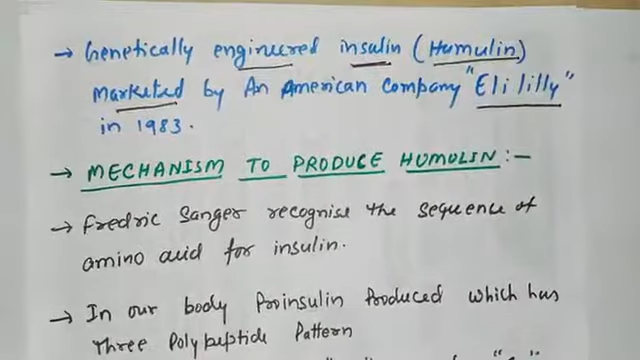 → Genetically engineered insulin (Humulin)
marketed by An American company "Eli lilly"
in 1983.
→ MECHANISM TO PRODUCE HUMULIN :-
→ Fredric Sanger recognise the sequence of
amino acid for insulin.
→ In our body Proinsulin Produced which has
Three Polypeptide Pattern